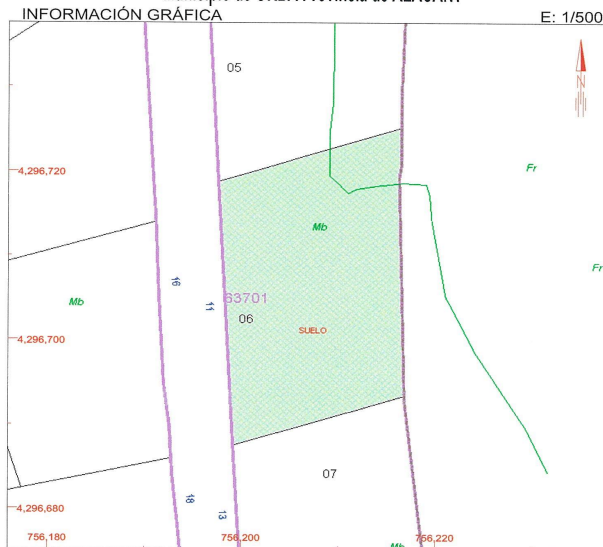 INFORMACIÓN GRÁFICA
E: 1/500
05
N
4,296,720
Fr
Mb
Fr
Mb
16
11
63701
06
SUELO
4,296,700
07
18
13
4,296,680
756,180
756,200
756,220
Mb